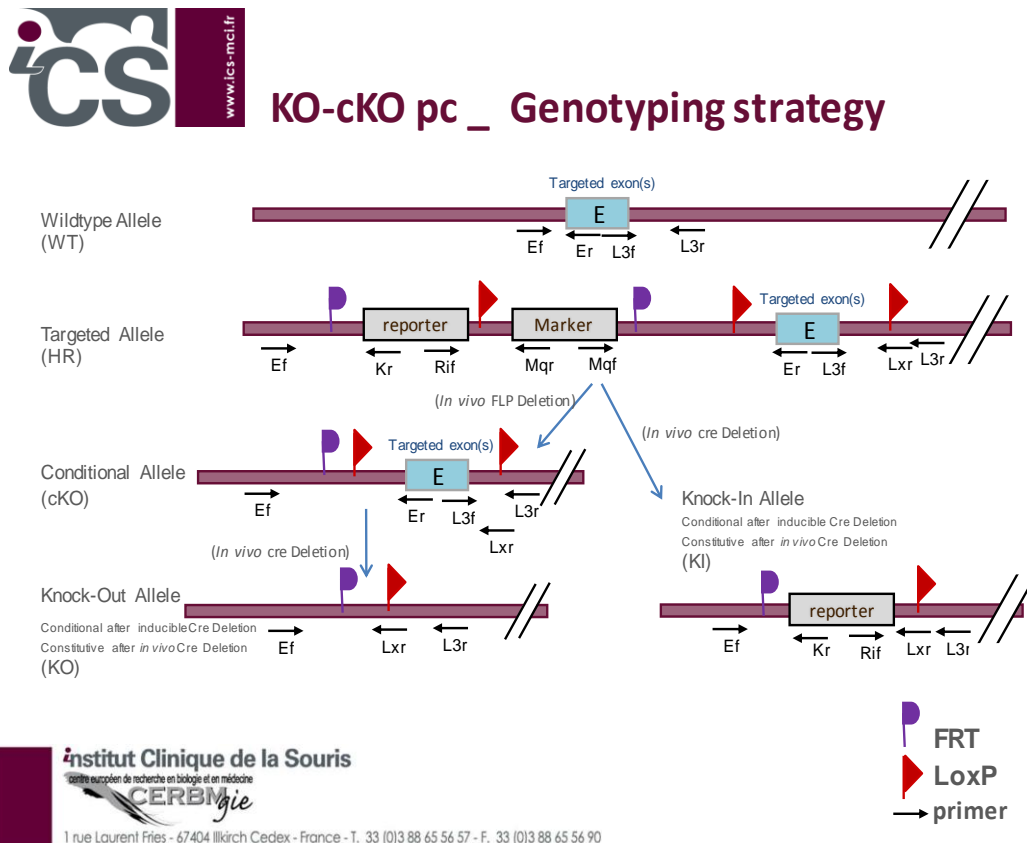 iCS
www.ics-mci.fr
KO-cKO pc _ Genotyping strategy
Targeted exon(s)
Wildtype Allele
(WT)
E
Ef
Er
L3f
L3r
Targeted exon(s)
Targeted Allele
(HR)
reporter
Marker
E
Ef
Kr
Rif
Mqr
Mqf
Er
L3f
Lxr
L3r
(In vivo FLP Deletion)
(In vivo cre Deletion)
Conditional Allele
(cKO)
Targeted exon(s)
E
Ef
Er
L3f
L3r
Lxr
(In vivo cre Deletion)
Knock-In Allele
Conditional after inducible Cre Deletion
Constitutive after in vivo Cre Deletion
(KI)
Knock-Out Allele
Conditional after inducible Cre Deletion
Constitutive after in vivo Cre Deletion
(KO)
Ef
Lxr
L3r
reporter
Ef
Kr
Rif
Lxr
L3r
FRT
LoxP
primer
institut Clinique de la Souris
centre européen de recherche en biologie et en médecine
CERBM gie
1 rue Laurent Fries - 67404 Illkirch Cedex - France - T. 33 (0)3 88 65 56 57 - F. 33 (0)3 88 65 56 90